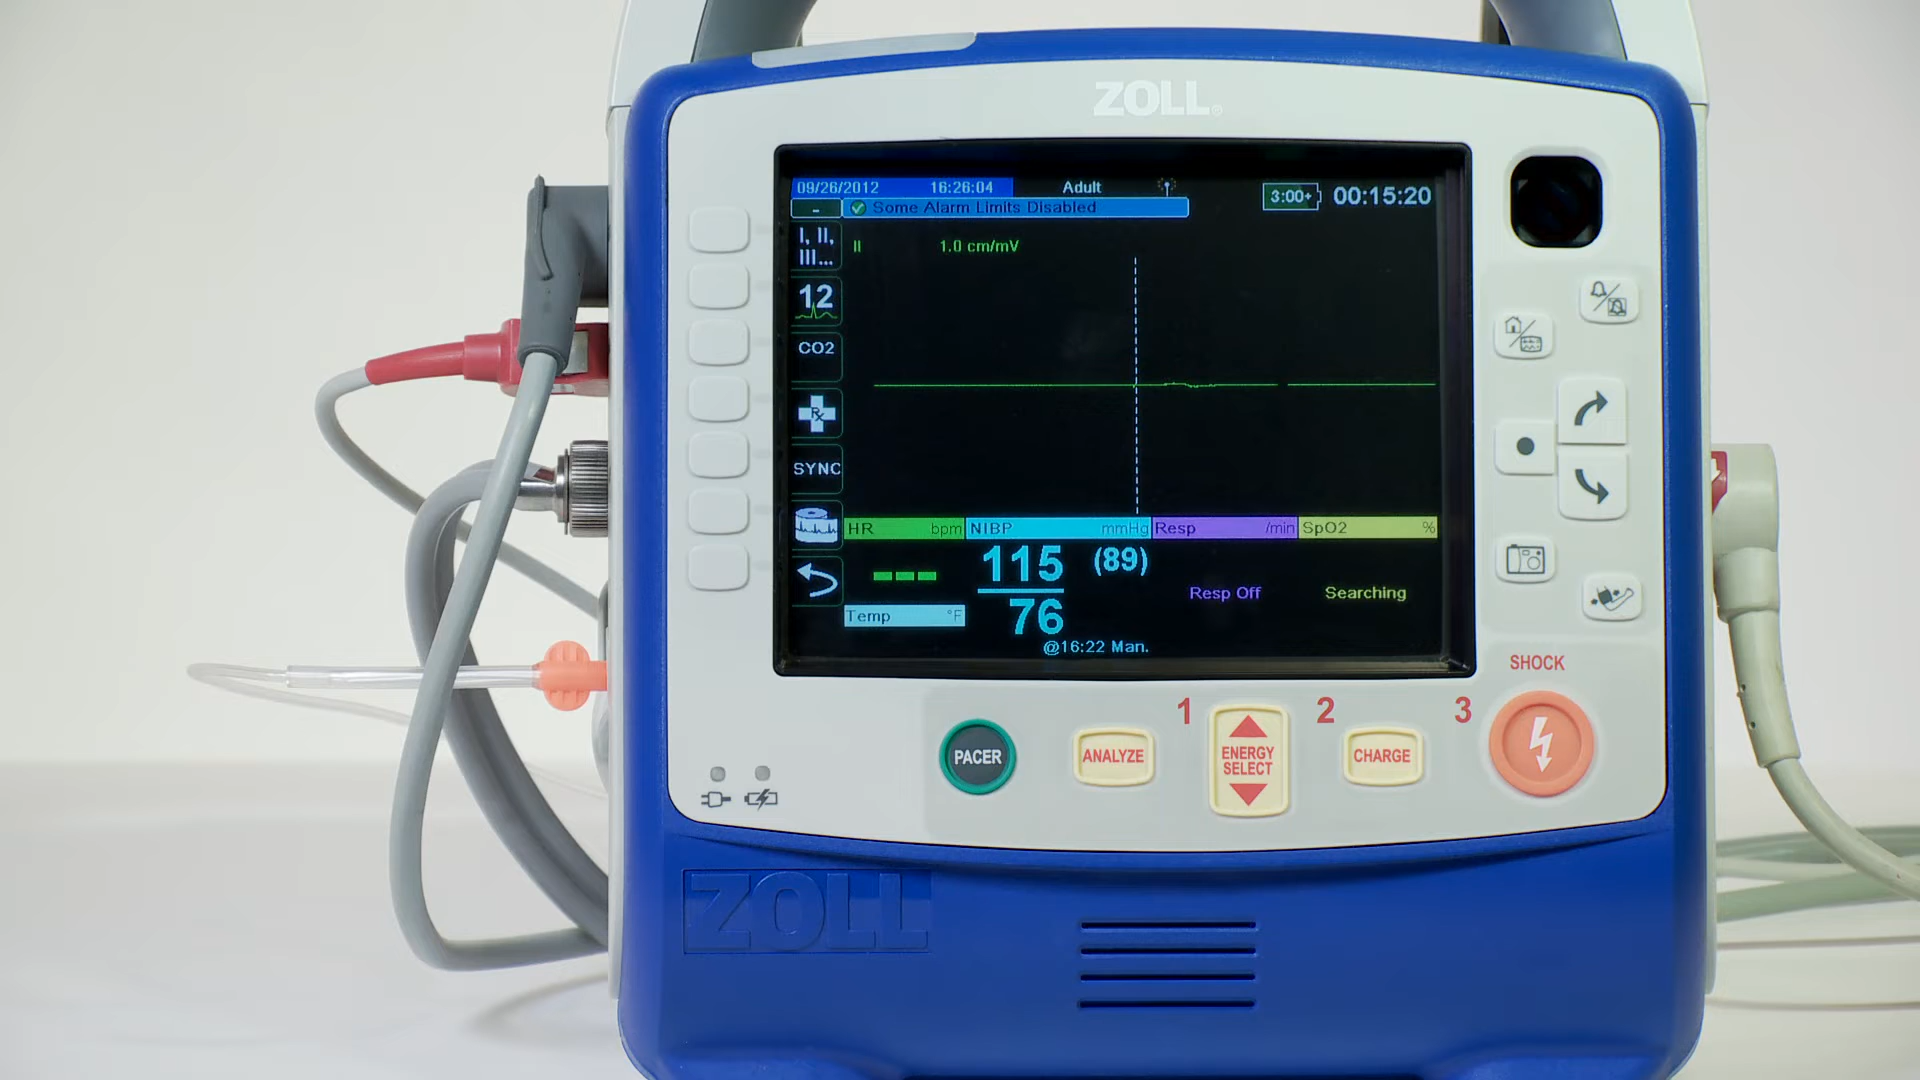 ZOLL®
09/26/2012 16:26:04 Adult 3:00+ 00:15:20
- Some Alarm Limits Disabled
I, II,
III...
II 1.0 cm/mV
12
CO2
Rx
SYNC
HR bpm NIBP mmHg Resp /min SpO2 %
--- 115 (89)
76
Resp Off Searching
Temp °F
@16:22 Man.
SHOCK
1 2 3
PACER ANALYZE ENERGY
SELECT CHARGE
ZOLL